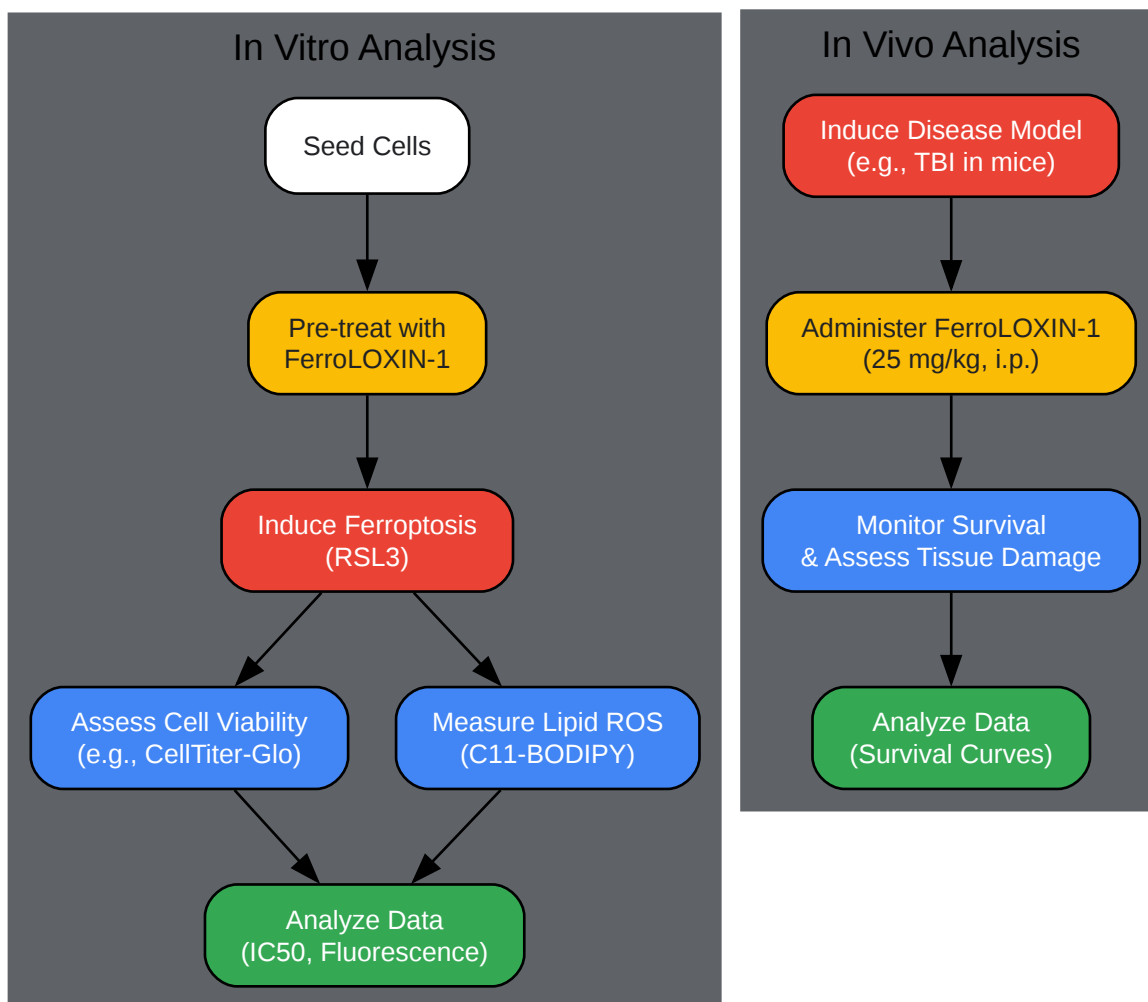 In Vitro Analysis
Seed Cells
Pre-treat with
FerroLOXIN-1
Induce Ferroptosis
(RSL3)
Assess Cell Viability
(e.g., CellTiter-Glo)
Measure Lipid ROS
(C11-BODIPY)
Analyze Data
(IC50, Fluorescence)
In Vivo Analysis
Induce Disease Model
(e.g., TBI in mice)
Administer FerroLOXIN-1
(25 mg/kg, i.p.)
Monitor Survival
& Assess Tissue Damage
Analyze Data
(Survival Curves)